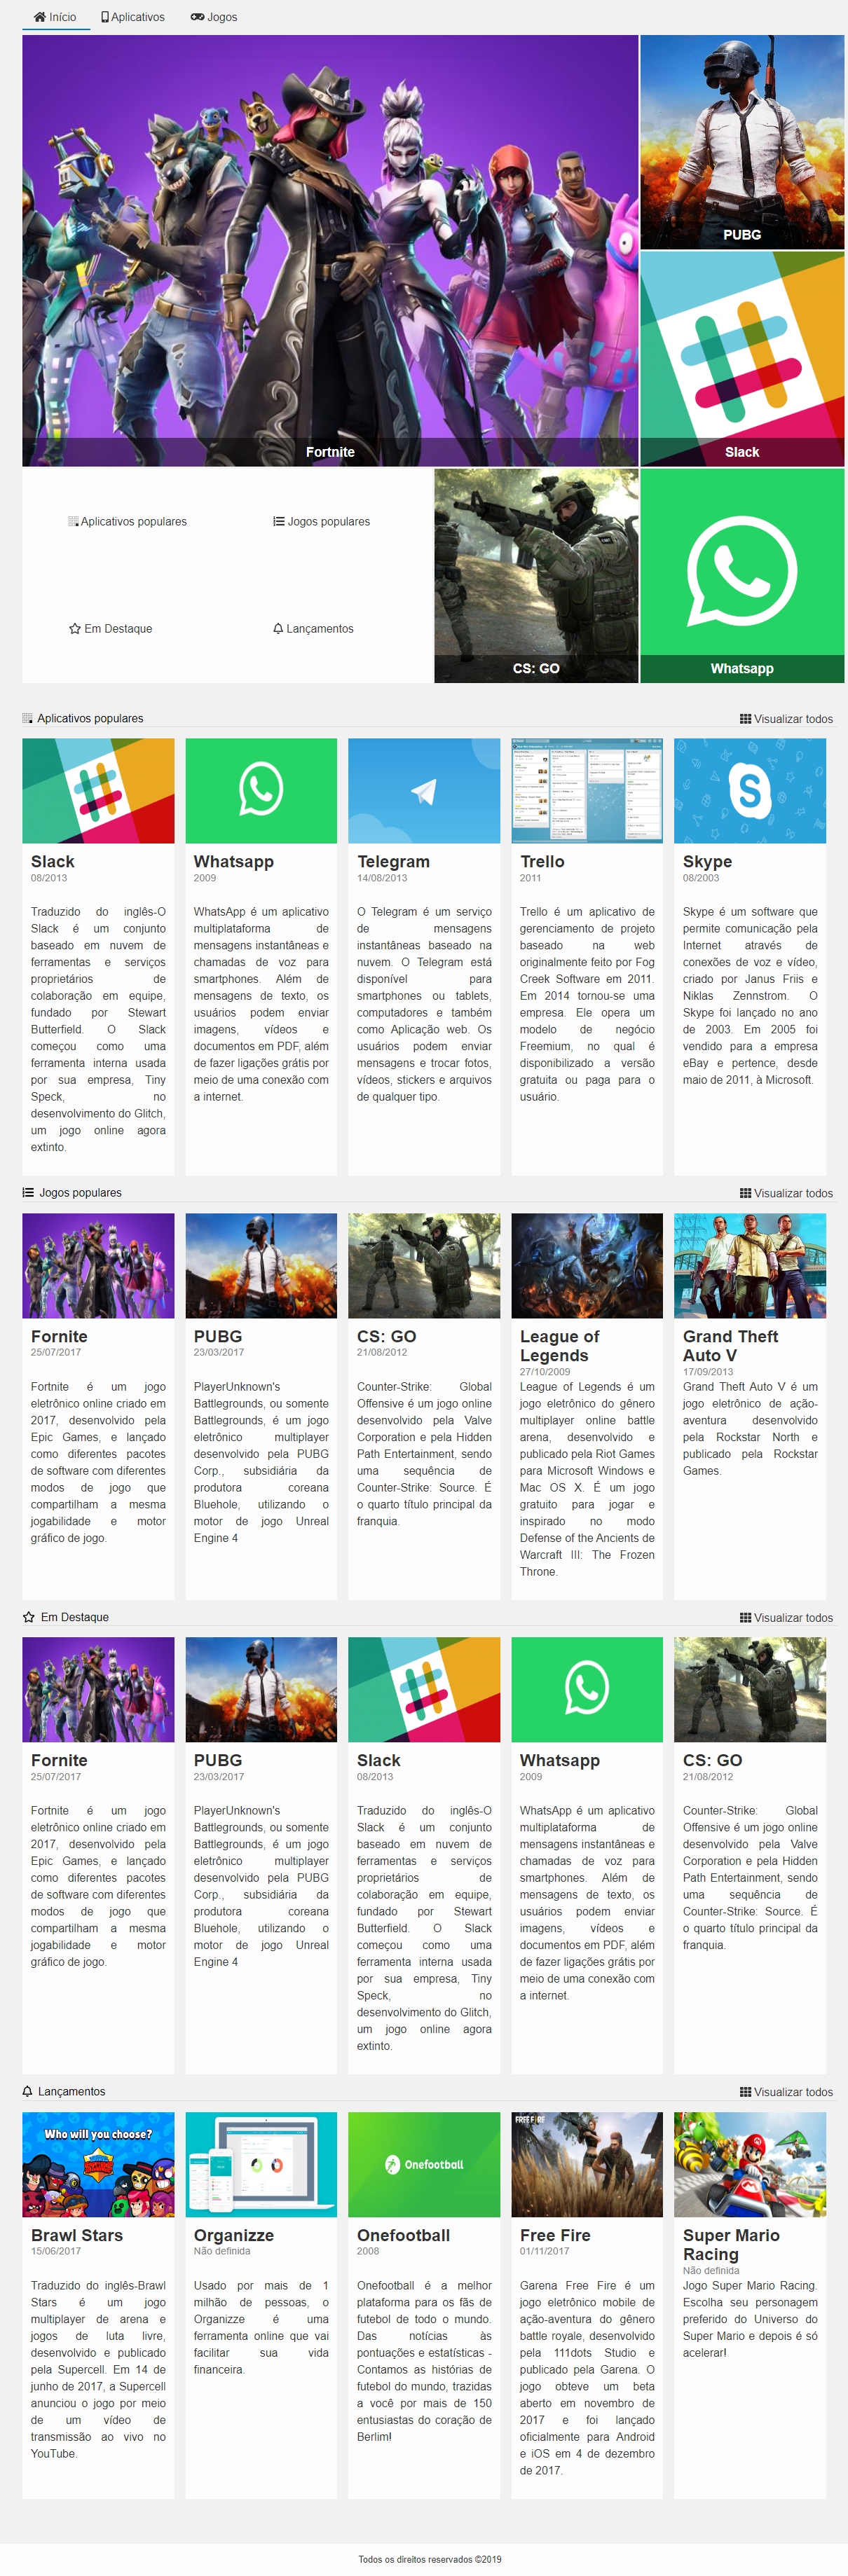 Início Aplicativos Jogos
PUBG
Fortnite
Slack
Aplicativos populares Jogos populares
Em Destaque Lançamentos
CS: GO
Whatsapp
Aplicativos populares Visualizar todos
Slack
08/2013
Traduzido do inglês-O
Slack é um conjunto
baseado em nuvem de
ferramentas e serviços
proprietários de
colaboração em equipe,
fundado por Stewart
Butterfield. O Slack
começou como uma
ferramenta interna usada
por sua empresa, Tiny
Speck, no
desenvolvimento do Glitch,
um jogo online agora
extinto.
Whatsapp
2009
WhatsApp é um aplicativo
multiplataforma de
mensagens instantâneas e
chamadas de voz para
smartphones. Além de
mensagens de texto, os
usuários podem enviar
imagens, vídeos e
documentos em PDF, além
de fazer ligações grátis por
meio de uma conexão com
a internet.
Telegram
14/08/2013
O Telegram é um serviço
de mensagens
instantâneas baseado na
nuvem. O Telegram está
disponível para
smartphones ou tablets,
computadores e também
como Aplicação web. Os
usuários podem enviar
mensagens e trocar fotos,
vídeos, stickers e arquivos
de qualquer tipo.
Trello
2011
Trello é um aplicativo de
gerenciamento de projeto
baseado na web
originalmente feito por Fog
Creek Software em 2011.
Em 2014 tornou-se uma
empresa. Ele opera um
modelo de negócio
Freemium, no qual é
disponibilizado a versão
gratuita ou paga para o
usuário.
Skype
08/2003
Skype é um software que
permite comunicação pela
Internet através de
conexões de voz e vídeo,
criado por Janus Friis e
Niklas Zennstrom. O
Skype foi lançado no ano
de 2003. Em 2005 foi
vendido para a empresa
eBay e pertence, desde
maio de 2011, à Microsoft.
Jogos populares Visualizar todos
Fornite
25/07/2017
Fortnite é um jogo
eletrônico online criado em
2017, desenvolvido pela
Epic Games, e lançado
como diferentes pacotes
de software com diferentes
modos de jogo que
compartilham a mesma
jogabilidade e motor
gráfico de jogo.
PUBG
23/03/2017
PlayerUnknown's
Battlegrounds, ou somente
Battlegrounds, é um jogo
eletrônico multiplayer
desenvolvido pela PUBG
Corp., subsidiária da
produtora coreana
Bluehole, utilizando o
motor de jogo Unreal
Engine 4
CS: GO
21/08/2012
Counter-Strike: Global
Offensive é um jogo online
desenvolvido pela Valve
Corporation e pela Hidden
Path Entertainment, sendo
uma sequência de
Counter-Strike: Source. É
o quarto título principal da
franquia.
League of
Legends
27/10/2009
League of Legends é um
jogo eletrônico do gênero
multiplayer online battle
arena, desenvolvido e
publicado pela Riot Games
para Microsoft Windows e
Mac OS X. É um jogo
gratuito para jogar e
inspirado no modo
Defense of the Ancients de
Warcraft III: The Frozen
Throne.
Grand Theft
Auto V
17/09/2013
Grand Theft Auto V é um
jogo eletrônico de ação-
aventura desenvolvido
pela Rockstar North e
publicado pela Rockstar
Games.
Em Destaque Visualizar todos
Fornite
25/07/2017
Fortnite é um jogo
eletrônico online criado em
2017, desenvolvido pela
Epic Games, e lançado
como diferentes pacotes
de software com diferentes
modos de jogo que
compartilham a mesma
jogabilidade e motor
gráfico de jogo.
PUBG
23/03/2017
PlayerUnknown's
Battlegrounds, ou somente
Battlegrounds, é um jogo
eletrônico multiplayer
desenvolvido pela PUBG
Corp., subsidiária da
produtora coreana
Bluehole, utilizando o
motor de jogo Unreal
Engine 4
Slack
08/2013
Traduzido do inglês-O
Slack é um conjunto
baseado em nuvem de
ferramentas e serviços
proprietários de
colaboração em equipe,
fundado por Stewart
Butterfield. O Slack
começou como uma
ferramenta interna usada
por sua empresa, Tiny
Speck, no
desenvolvimento do Glitch,
um jogo online agora
extinto.
Whatsapp
2009
WhatsApp é um aplicativo
multiplataforma de
mensagens instantâneas e
chamadas de voz para
smartphones. Além de
mensagens de texto, os
usuários podem enviar
imagens, vídeos e
documentos em PDF, além
de fazer ligações grátis por
meio de uma conexão com
a internet.
CS: GO
21/08/2012
Counter-Strike: Global
Offensive é um jogo online
desenvolvido pela Valve
Corporation e pela Hidden
Path Entertainment, sendo
uma sequência de
Counter-Strike: Source. É
o quarto título principal da
franquia.
Lançamentos Visualizar todos
Who will you choose?
Brawl Stars
15/06/2017
Traduzido do inglês-Brawl
Stars é um jogo
multiplayer de arena e
jogos de luta livre,
desenvolvido e publicado
pela Supercell. Em 14 de
junho de 2017, a Supercell
anunciou o jogo por meio
de um vídeo de
transmissão ao vivo no
YouTube.
Organizze
Não definida
Usado por mais de 1
milhão de pessoas, o
Organizze é uma
ferramenta online que vai
facilitar sua vida
financeira.
Onefootball
Onefootball
2008
Onefootball é a melhor
plataforma para os fãs de
futebol de todo o mundo.
Das notícias às
pontuações e estatísticas -
Contamos as histórias de
futebol do mundo, trazidas
a você por mais de 150
entusiastas do coração de
Berlim!
FREE FIRE
Free Fire
01/11/2017
Garena Free Fire é um
jogo eletrônico mobile de
ação-aventura do gênero
battle royale, desenvolvido
pela 111dots Studio e
publicado pela Garena. O
jogo obteve um beta
aberto em novembro de
2017 e foi lançado
oficialmente para Android
e iOS em 4 de dezembro
de 2017.
Super Mario
Racing
Não definida
Jogo Super Mario Racing.
Escolha seu personagem
preferido do Universo do
Super Mario e depois é só
acelerar!
Todos os direitos reservados ©2019